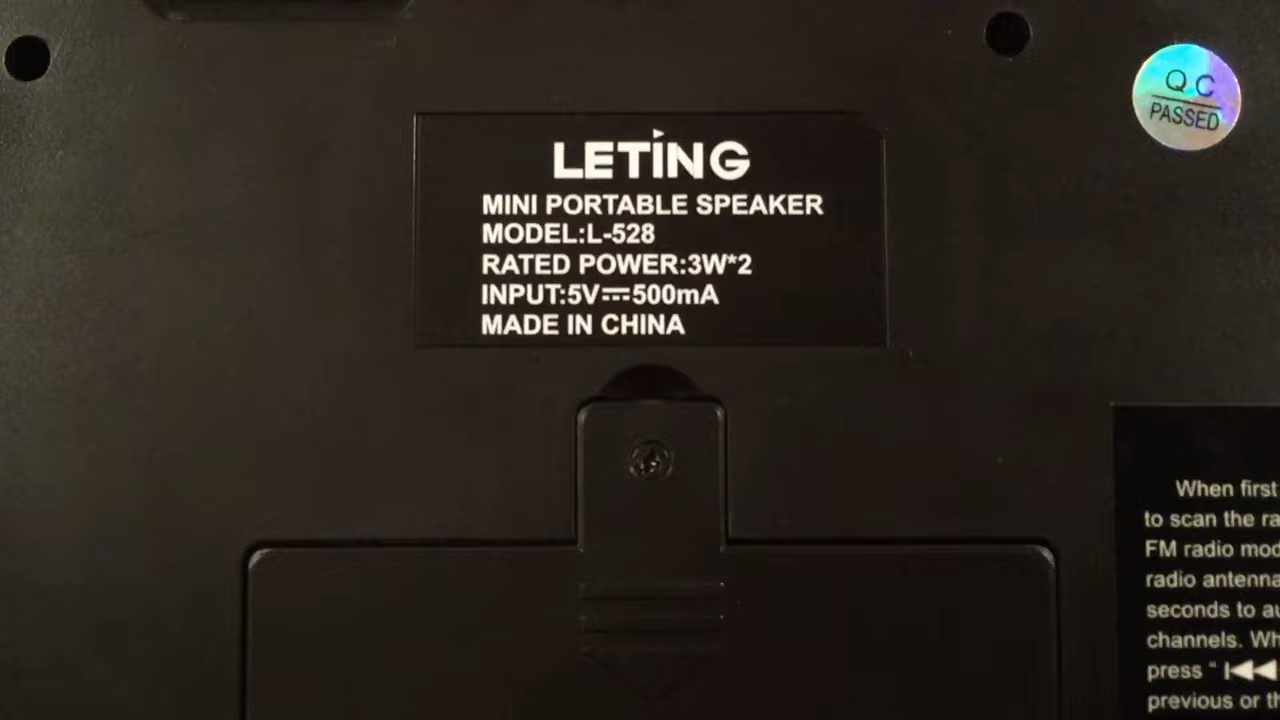 LETING
MINI PORTABLE SPEAKER
MODEL:L-528
RATED POWER:3W*2
INPUT:5V⎓500mA
MADE IN CHINA
QC
PASSED
When first
to scan the
FM radio
radio
seconds to
channels.
press " I◀◀
previous or